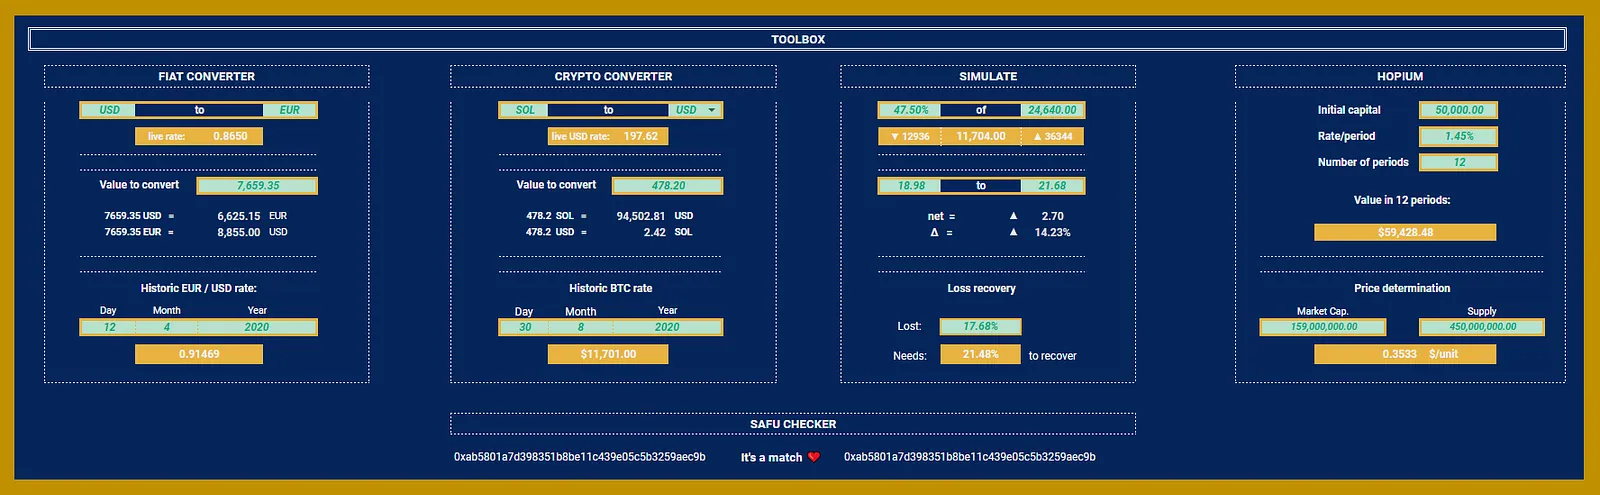 TOOLBOX
FIAT CONVERTER
USD to EUR
live rate: 0.8650
Value to convert 7,659.35
7659.35 USD = 6,625.15 EUR
7659.35 EUR = 8,855.00 USD
Historic EUR / USD rate:
Day Month Year
12 4 2020
0.91469
CRYPTO CONVERTER
SOL to USD
live USD rate: 197.62
Value to convert 478.20
478.2 SOL = 94,502.81 USD
478.2 USD = 2.42 SOL
Historic BTC rate
Day Month Year
30 8 2020
$11,701.00
SIMULATE
47.50% of 24,640.00
▼ 12936 11,704.00 ▲ 36344
18.98 to 21.68
net = ▲ 2.70
Δ = ▲ 14.23%
Loss recovery
Lost: 17.68%
Needs: 21.48% to recover
HOPIUM
Initial capital 50,000.00
Rate/period 1.45%
Number of periods 12
Value in 12 periods:
$59,428.48
Price determination
Market Cap. Supply
159,000,000.00 450,000,000.00
0.3533 $/unit
SAFU CHECKER
0xab5801a7d398351b8be11c439e05c5b3259aec9b It's a match ❤ 0xab5801a7d398351b8be11c439e05c5b3259aec9b